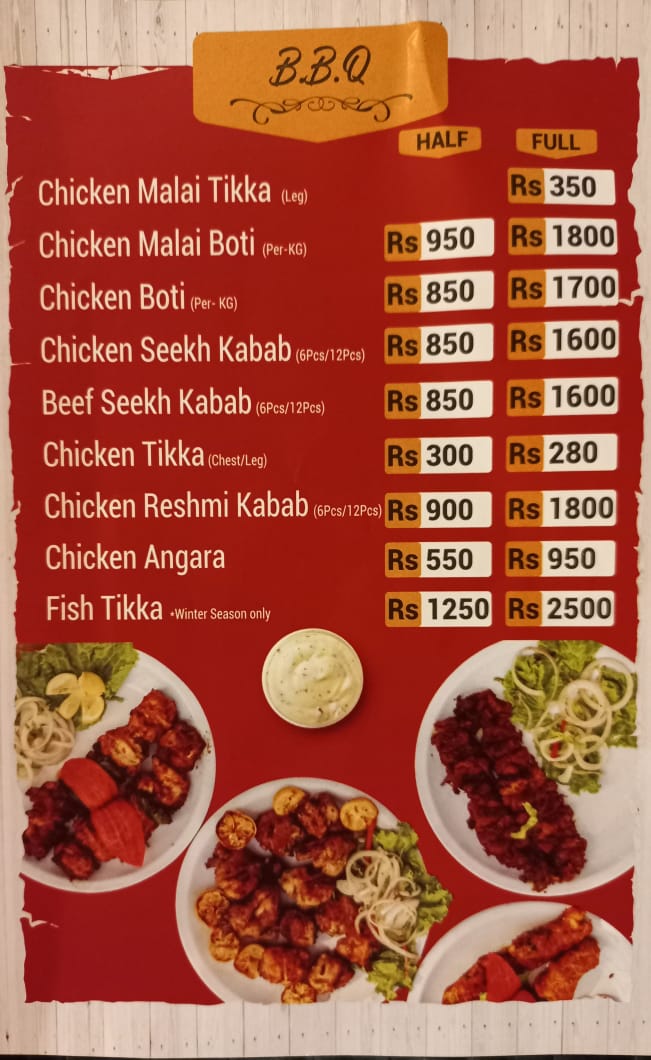 B.B.Q
HALF FULL
Chicken Malai Tikka (Leg) Rs 350
Chicken Malai Boti (Per-KG) Rs 950 Rs 1800
Chicken Boti (Per- KG) Rs 850 Rs 1700
Chicken Seekh Kabab (6Pcs/12Pcs) Rs 850 Rs 1600
Beef Seekh Kabab (6Pcs/12Pcs) Rs 850 Rs 1600
Chicken Tikka (Chest/Leg) Rs 300 Rs 280
Chicken Reshmi Kabab (6Pcs/12Pcs) Rs 900 Rs 1800
Chicken Angara Rs 550 Rs 950
Fish Tikka *Winter Season only Rs 1250 Rs 2500